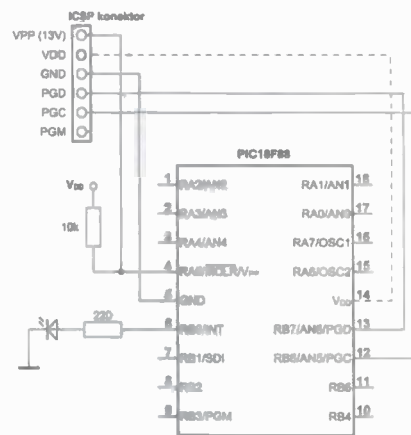 ICSP konektor
VPP (13V)
VDD
GND
PGD
PGC
PGM
PIC16F88
1 RA2/AN2
2 RA3/AN3
3 RA4/AN4
4 RA5/MCLR/VPP
5 GND
6 RB0/INT
7 RB1/SDI
8 RB2
9 RB3/PGM
RA1/AN1 18
RA0/AN0 17
RA7/OSC1 16
RA6/OSC2 15
VDD 14
RB7/AN6/PGD 13
RB6/AN5/PGC 12
RB5 11
RB4 10
VDD
10k
220